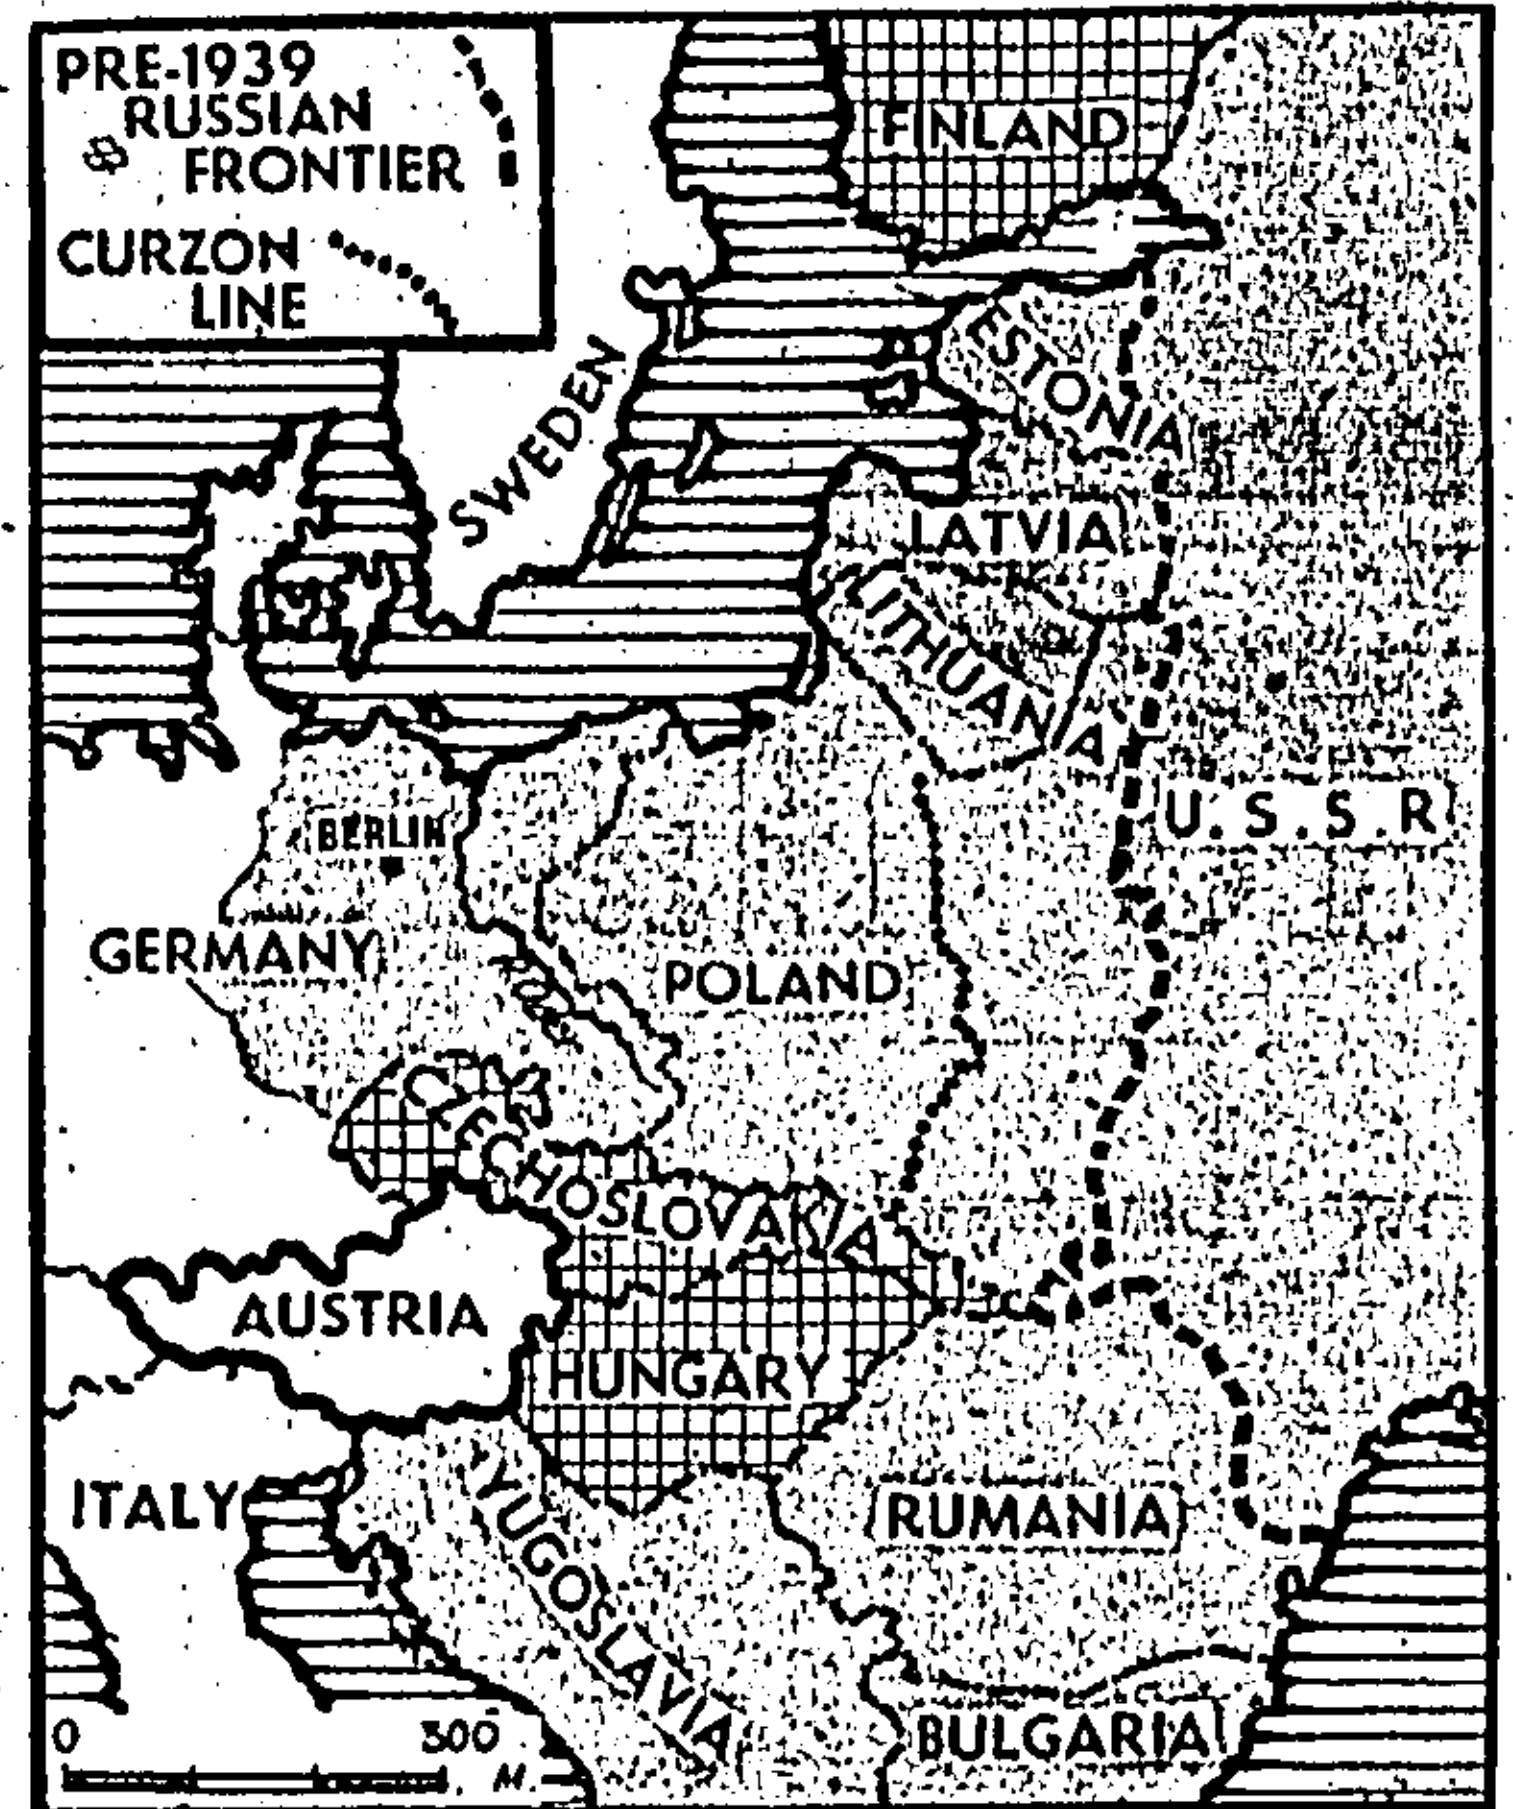 PRE-1939
RUSSIAN
FRONTIER
CURZON
LINE
FINLAND
ESTONIA
SWEDEN
LATVIA
LITHUANIA
U.S.S.R
BERLIN
GERMANY
POLAND
CZECHOSLOVAKIA
AUSTRIA
HUNGARY
ITALY
YUGOSLAVIA
RUMANIA
BULGARIA
0 300
M.